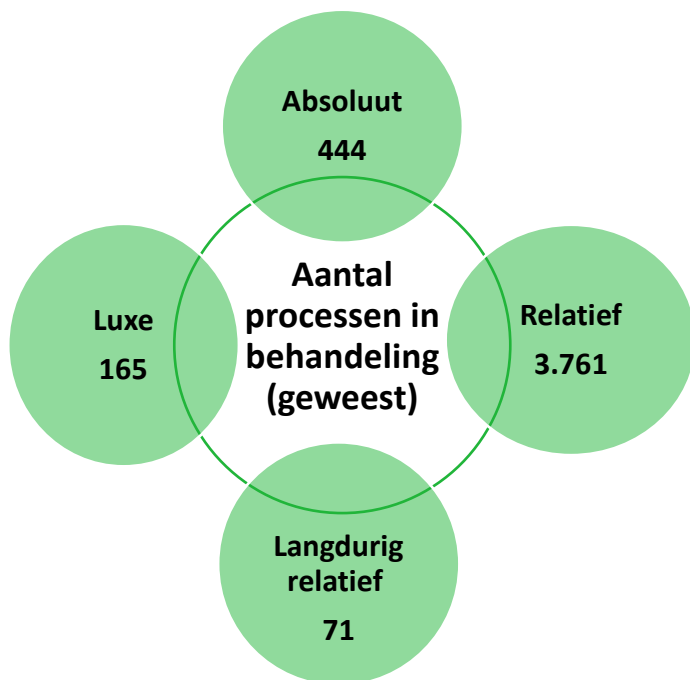 Absoluut
444
Aantal
processen in
behandeling
(geweest)
Luxe
165
Relatief
3.761
Langdurig
relatief
71